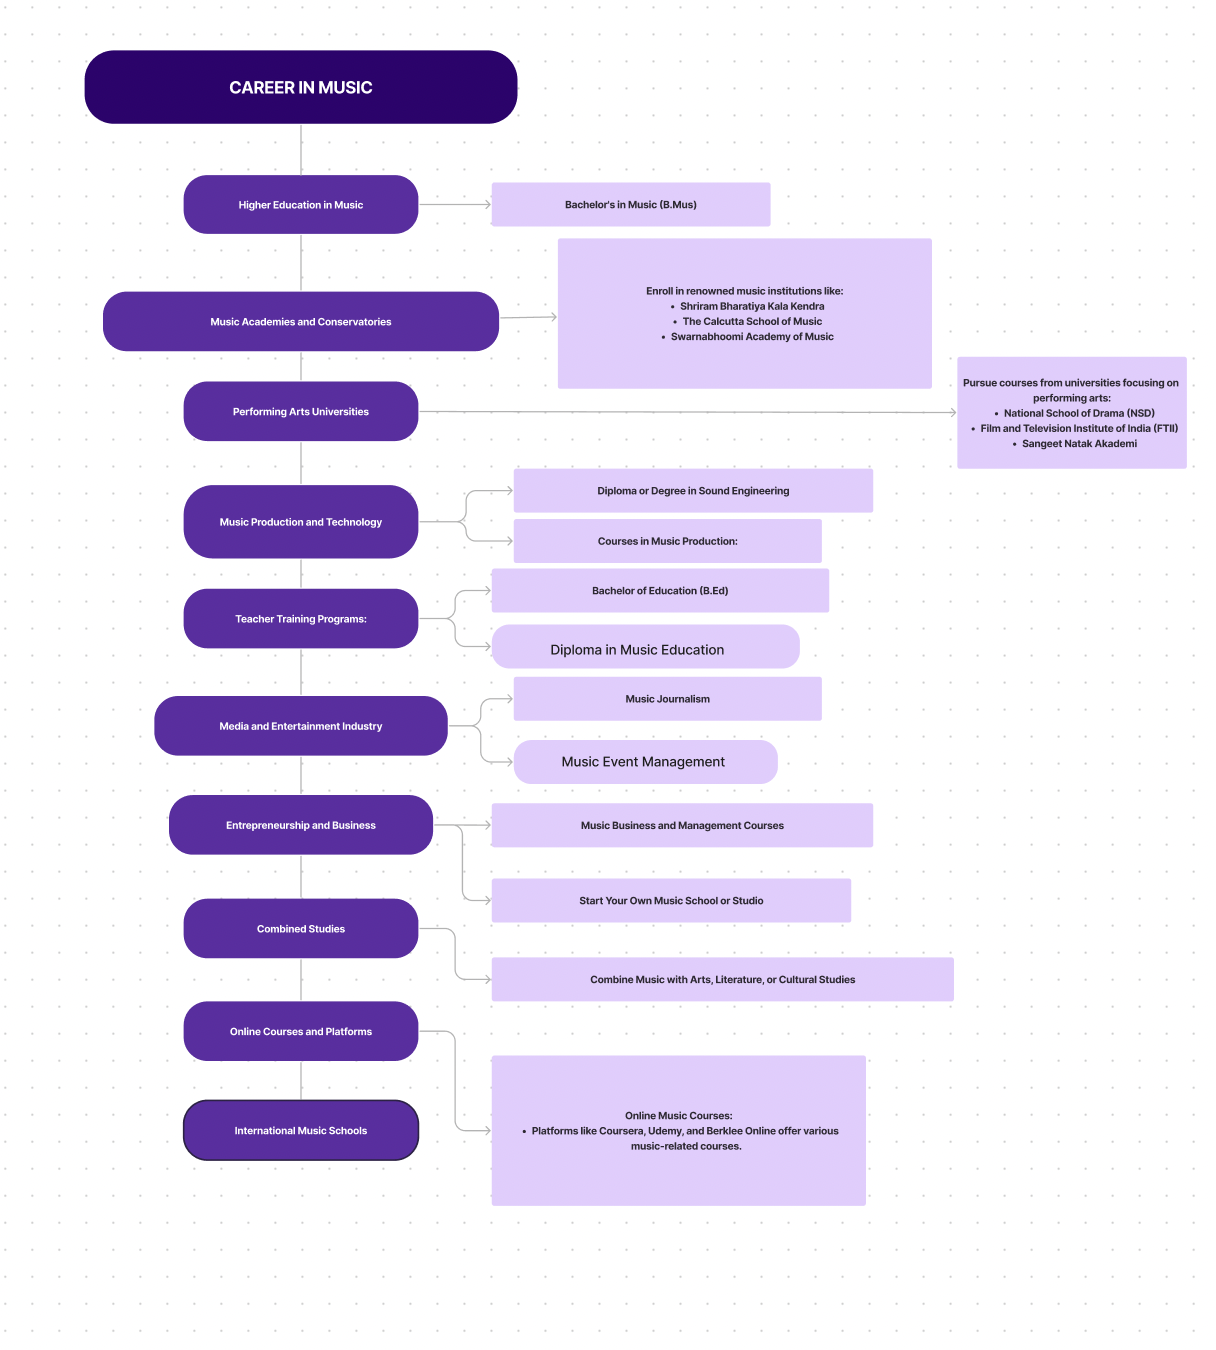 CAREER IN MUSIC
Higher Education in Music
Bachelor's in Music (B.Mus)
Music Academies and Conservatories
Enroll in renowned music institutions like:
• Shriram Bharatiya Kala Kendra
• The Calcutta School of Music
• Swarnabhoomi Academy of Music
Performing Arts Universities
Pursue courses from universities focusing on
performing arts:
• National School of Drama (NSD)
• Film and Television Institute of India (FTII)
• Sangeet Natak Akademi
Music Production and Technology
Diploma or Degree in Sound Engineering
Courses in Music Production:
Teacher Training Programs:
Bachelor of Education (B.Ed)
Diploma in Music Education
Media and Entertainment Industry
Music Journalism
Music Event Management
Entrepreneurship and Business
Music Business and Management Courses
Start Your Own Music School or Studio
Combined Studies
Combine Music with Arts, Literature, or Cultural Studies
Online Courses and Platforms
Online Music Courses:
• Platforms like Coursera, Udemy, and Berklee Online offer various
music-related courses.
International Music Schools